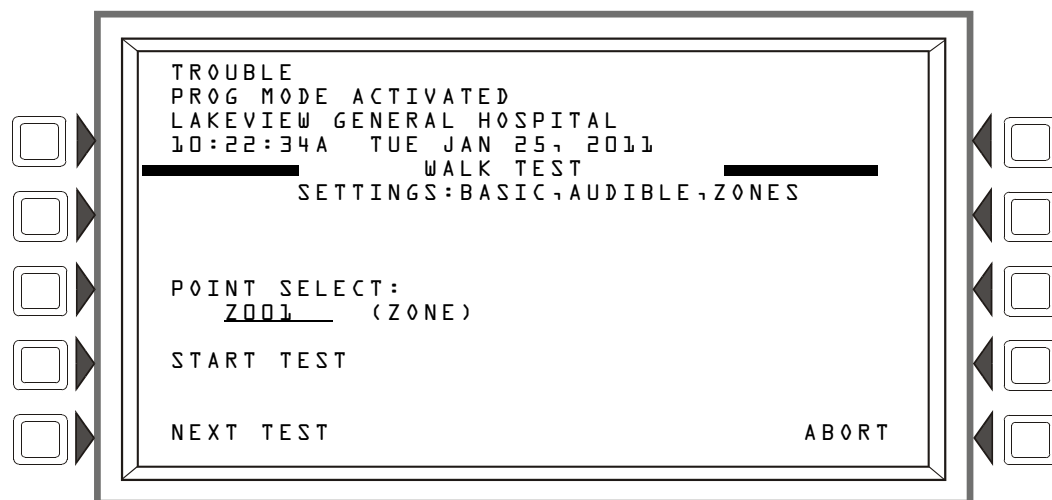 TROUBLE
PROG MODE ACTIVATED
LAKEVIEW GENERAL HOSPITAL
10:22:34A TUE JAN 25, 2011
WALK TEST
SETTINGS:BASIC,AUDIBLE,ZONES
POINT SELECT:
Z001 (ZONE)
START TEST
NEXT TEST ABORT